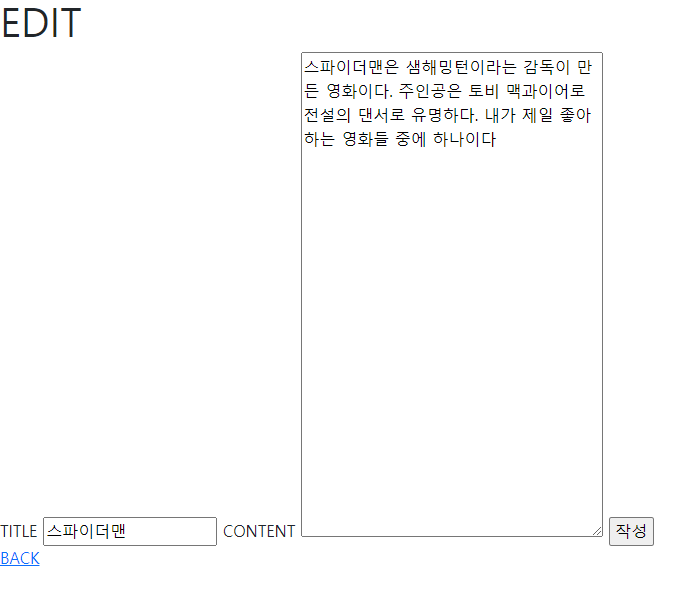 EDIT
스파이더맨은 샘해밍턴이라는 감독이 만
든 영화이다. 주인공은 토비 맥과이어로
전설의 댄서로 유명하다. 내가 제일 좋아
하는 영화들 중에 하나이다
TITLE 스파이더맨 CONTENT 작성
BACK